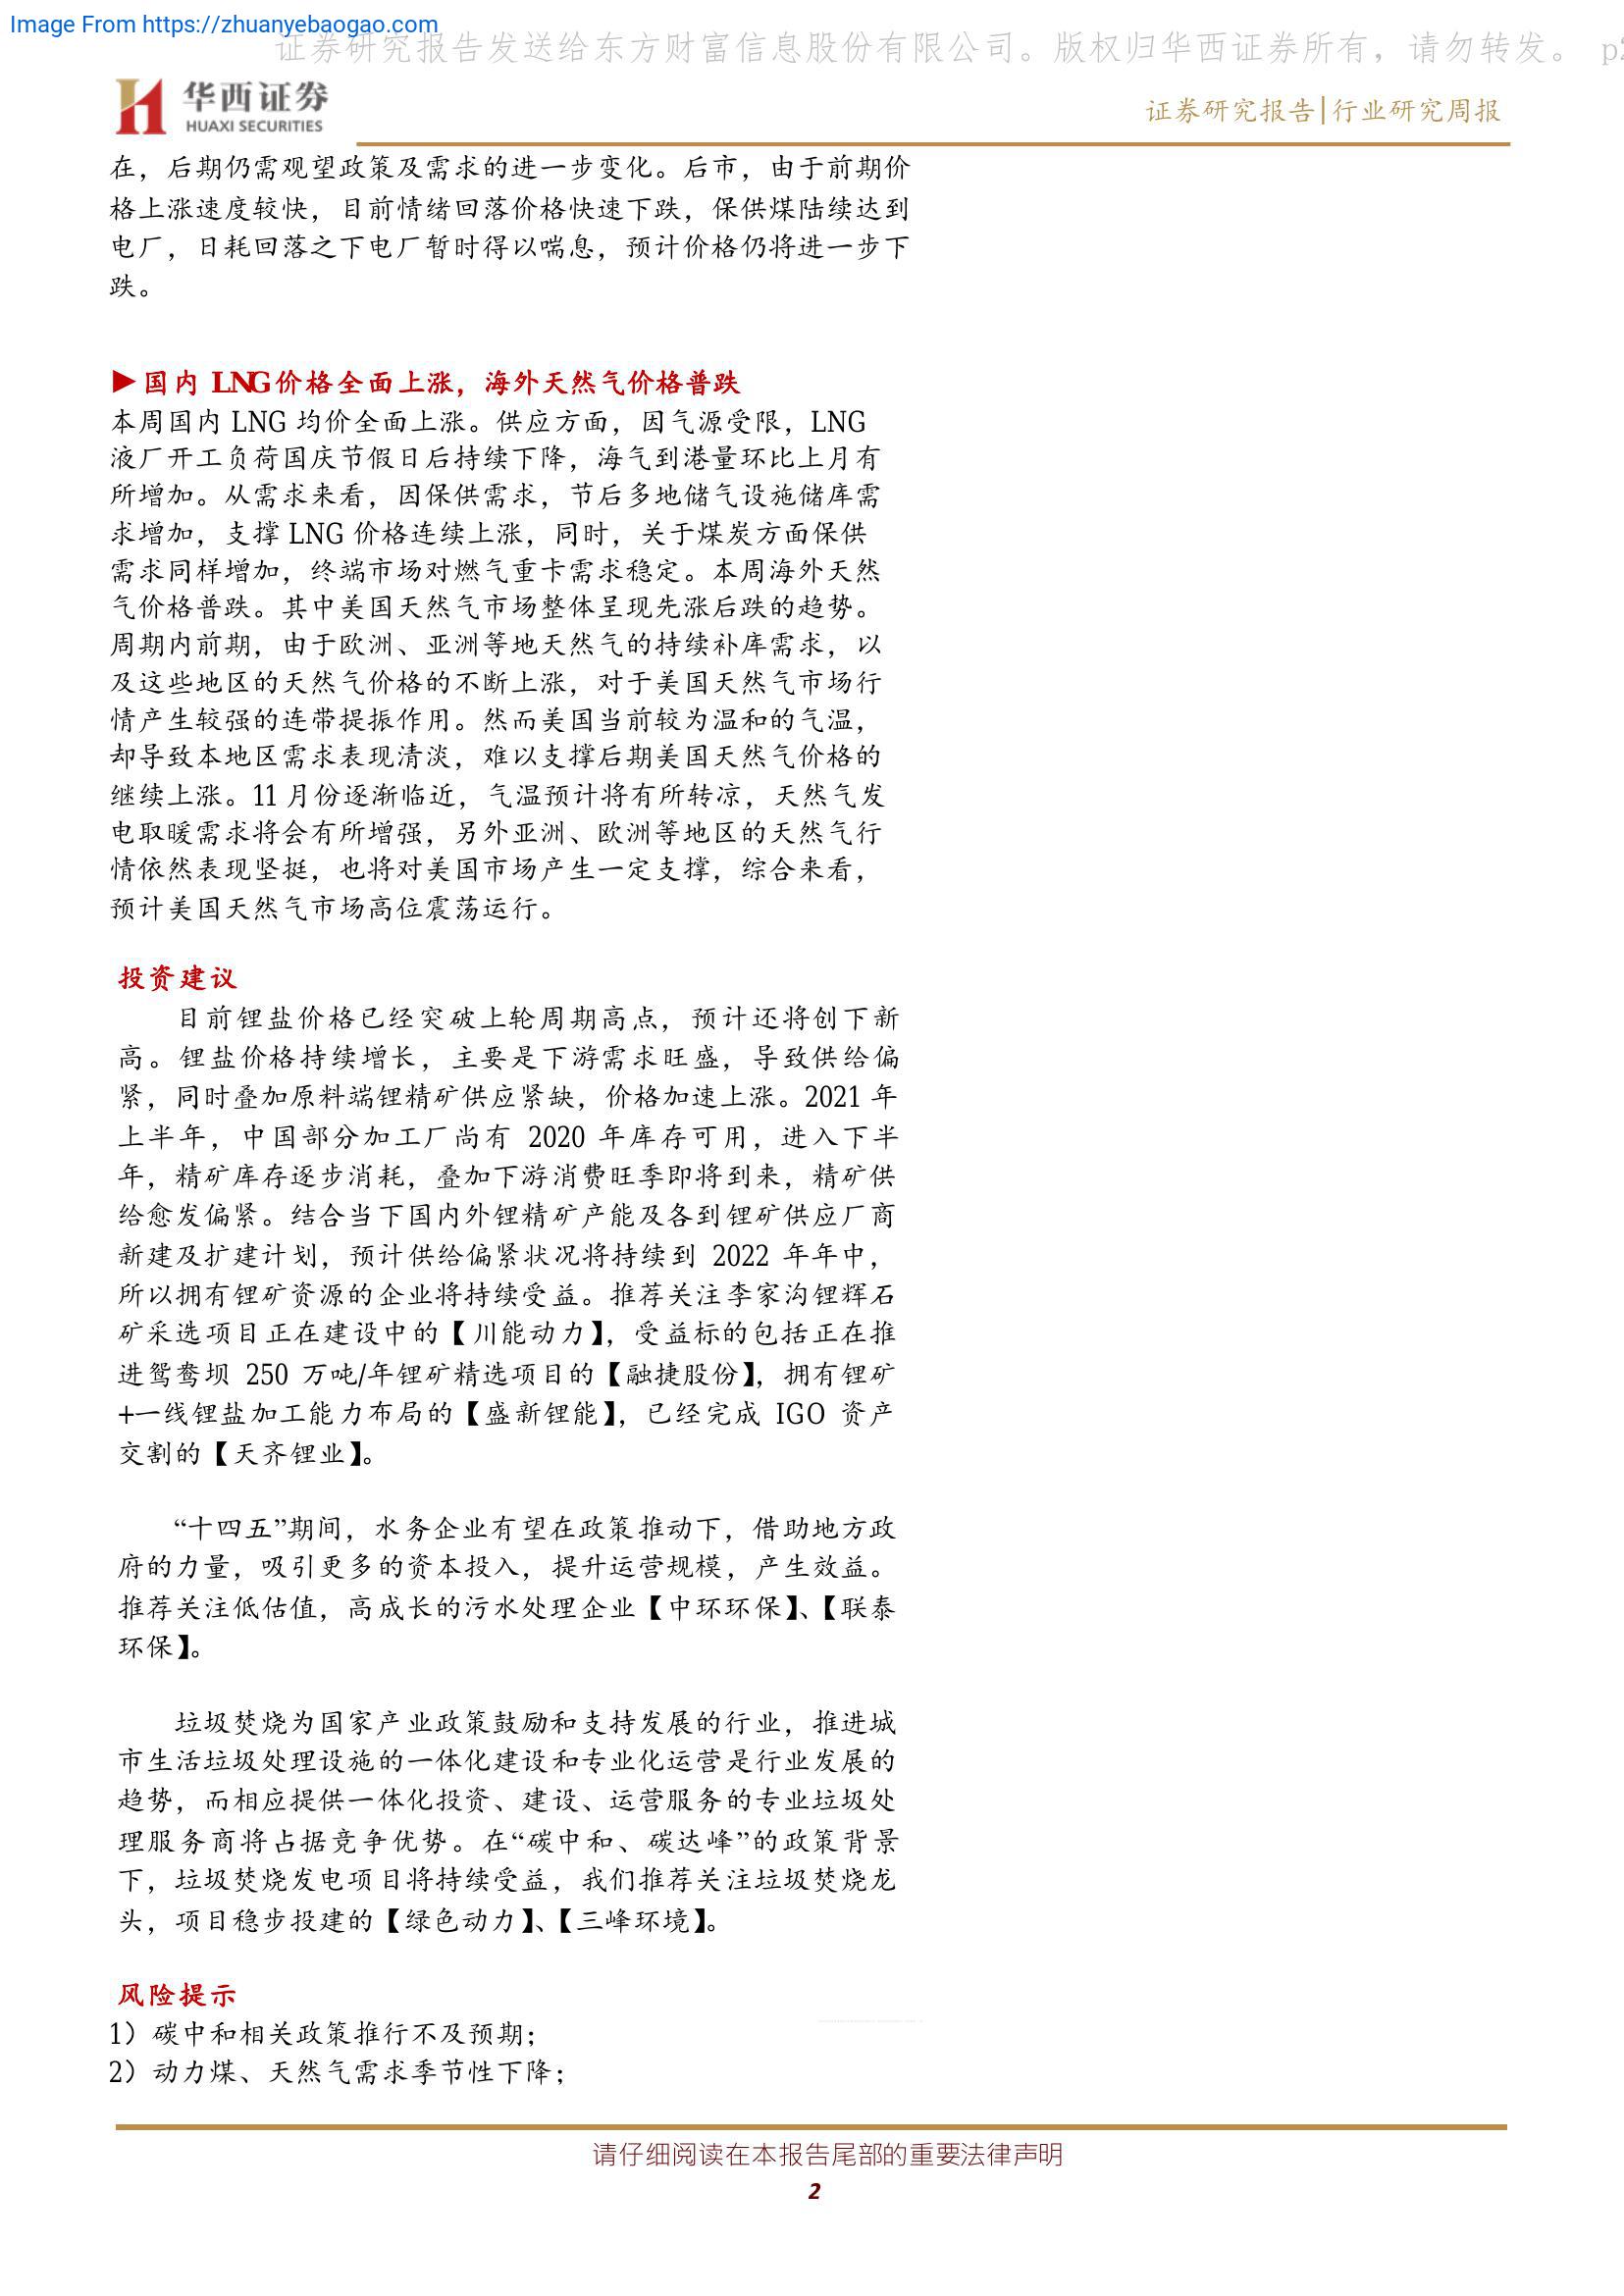 Image From https://zhuanyebaogao.com
证券研究报告发送给东方财富信息股份有限公司。版权归华西证券所有，请勿转发。 p2
华西证券
HUAXI SECURITIES
证券研究报告|行业研究周报
在，后期仍需观望政策及需求的进一步变化。后市，由于前期价
格上涨速度较快，目前情绪回落价格快速下跌，保供煤陆续达到
电厂，日耗回落之下电厂暂时得以喘息，预计价格仍将进一步下
跌。
►国内 LNG 价格全面上涨，海外天然气价格普跌
本周国内 LNG 均价全面上涨。供应方面，因气源受限，LNG
液厂开工负荷国庆节假日后持续下降，海气到港量环比上月有
所增加。从需求来看，因保供需求，节后多地储气设施储库需
求增加，支撑 LNG 价格连续上涨，同时，关于煤炭方面保供
需求同样增加，终端市场对燃气重卡需求稳定。本周海外天然
气价格普跌。其中美国天然气市场整体呈现先涨后跌的趋势。
周期内前期，由于欧洲、亚洲等地天然气的持续补库需求，以
及这些地区的天然气价格的不断上涨，对于美国天然气市场行
情产生较强的连带提振作用。然而美国当前较为温和的气温，
却导致本地区需求表现清淡，难以支撑后期美国天然气价格的
继续上涨。11 月份逐渐临近，气温预计将有所转凉，天然气发
电取暖需求将会有所增强，另外亚洲、欧洲等地区的天然气行
情依然表现坚挺，也将对美国市场产生一定支撑，综合来看，
预计美国天然气市场高位震荡运行。
投资建议
目前锂盐价格已经突破上轮周期高点，预计还将创下新
高。锂盐价格持续增长，主要是下游需求旺盛，导致供给偏
紧，同时叠加原料端锂精矿供应紧缺，价格加速上涨。2021 年
上半年，中国部分加工厂尚有 2020 年库存可用，进入下半
年，精矿库存逐步消耗，叠加下游消费旺季即将到来，精矿供
给愈发偏紧。结合当下国内外锂精矿产能及各到锂矿供应厂商
新建及扩建计划，预计供给偏紧状况将持续到 2022 年年中，
所以拥有锂矿资源的企业将持续受益。推荐关注李家沟锂辉石
矿采选项目正在建设中的【川能动力】，受益标的包括正在推
进鸳鸯坝 250 万吨/年锂矿精选项目的【融捷股份】，拥有锂矿
+一线锂盐加工能力布局的【盛新锂能】，已经完成 IGO 资产
交割的【天齐锂业】。
“十四五”期间，水务企业有望在政策推动下，借助地方政
府的力量，吸引更多的资本投入，提升运营规模，产生效益。
推荐关注低估值，高成长的污水处理企业【中环环保】、【联泰
环保】。
垃圾焚烧为国家产业政策鼓励和支持发展的行业，推进城
市生活垃圾处理设施的一体化建设和专业化运营是行业发展的
趋势，而相应提供一体化投资、建设、运营服务的专业垃圾处
理服务商将占据竞争优势。在“碳中和、碳达峰”的政策背景
下，垃圾焚烧发电项目将持续受益，我们推荐关注垃圾焚烧龙
头，项目稳步投建的【绿色动力】、【三峰环境】。
风险提示
1）碳中和相关政策推行不及预期；
2）动力煤、天然气需求季节性下降；
请仔细阅读在本报告尾部的重要法律声明
2